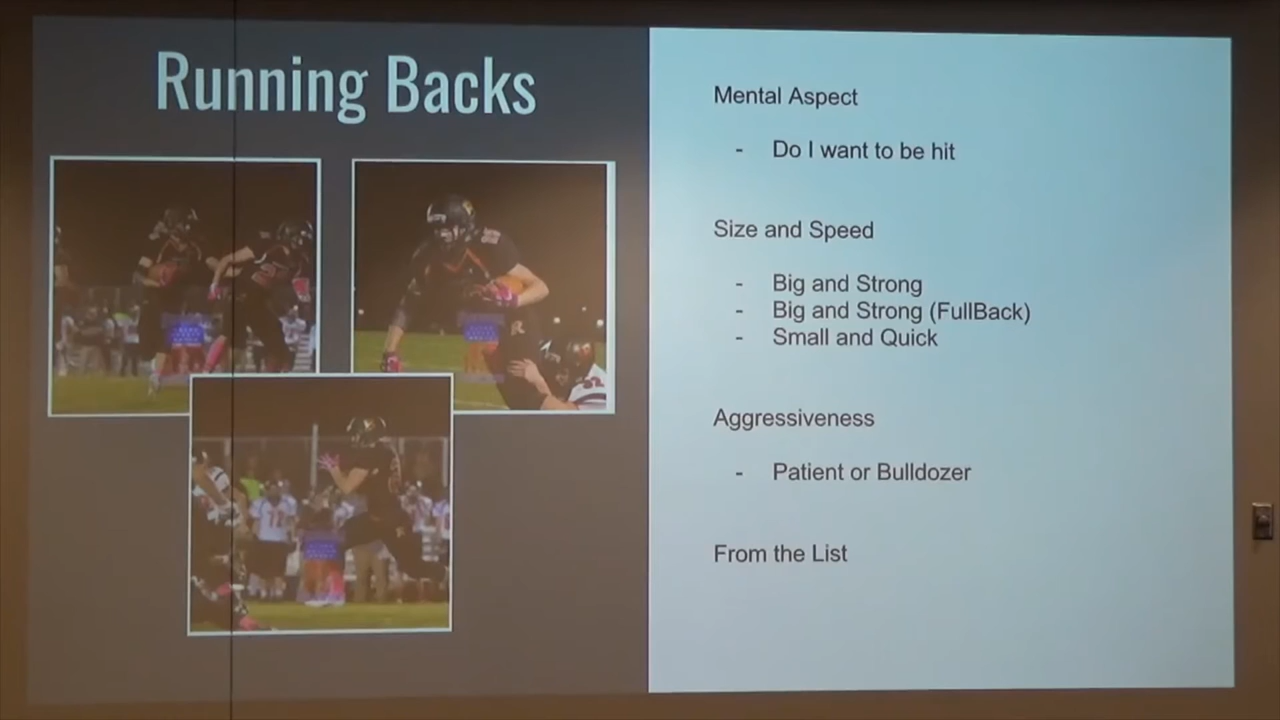 Running Backs
Mental Aspect
- Do I want to be hit
Size and Speed
- Big and Strong
- Big and Strong (FullBack)
- Small and Quick
Aggressiveness
- Patient or Bulldozer
From the List